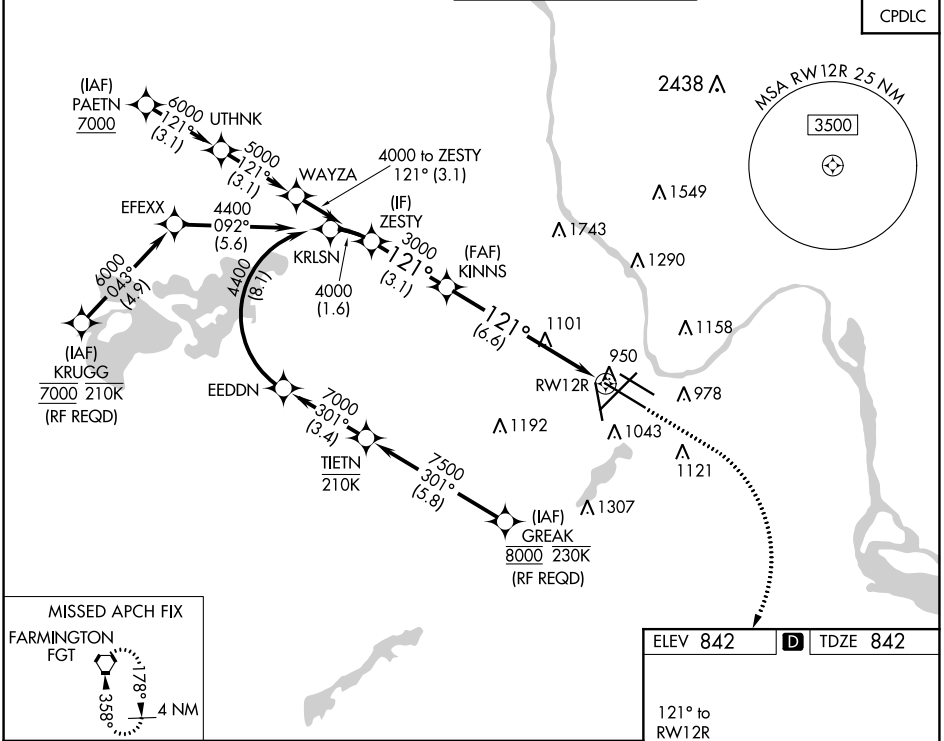 CPDLC
(IAF)
PAETN
7000
6000
121°
(3.1)
UTHNK
5000
121°
(3.1)
WAYZA
4000 to ZESTY
121° (3.1)
2438
MSA RW12R 25 NM
3500
EFEXX
4400
092°
(5.6)
(IF)
ZESTY
KRLSN
4000
(1.6)
3000
121°
(3.1)
(FAF)
KINNS
1549
1743
1290
6000
043°
(4.9)
4400
(8.1)
(IAF)
KRUGG
7000 210K
(RF REQD)
121°
(6.6)
1101
1158
950
RW12R
978
EEDDN
7000
301°
(3.4)
TIETN
210K
1192
1043
1121
7500
301°
(5.8)
1307
(IAF)
GREAK
8000 230K
(RF REQD)
MISSED APCH FIX
FARMINGTON
FGT
178°
358°
4 NM
ELEV 842
D
TDZE 842
121° to
RW12R